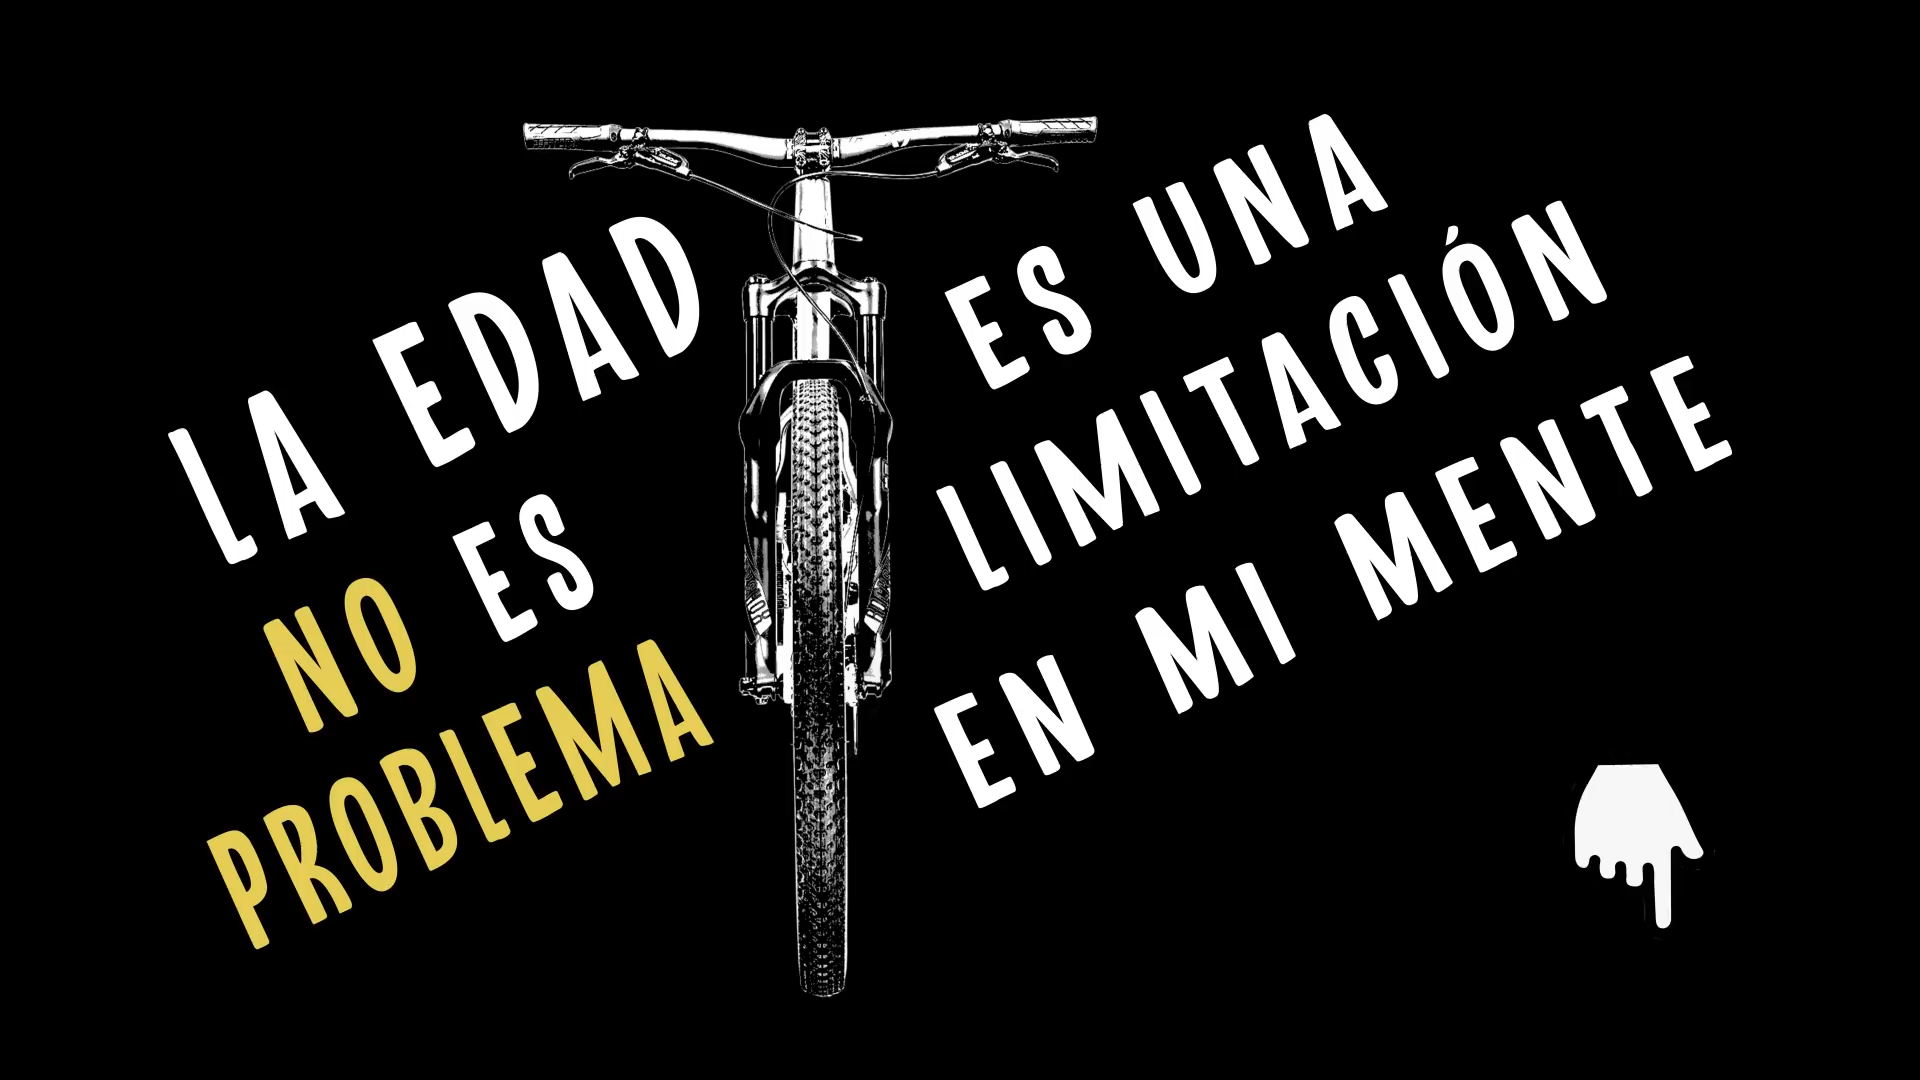 LA EDAD
NO ES
PROBLEMA
ES UNA
LIMITACIÓN
EN MI MENTE